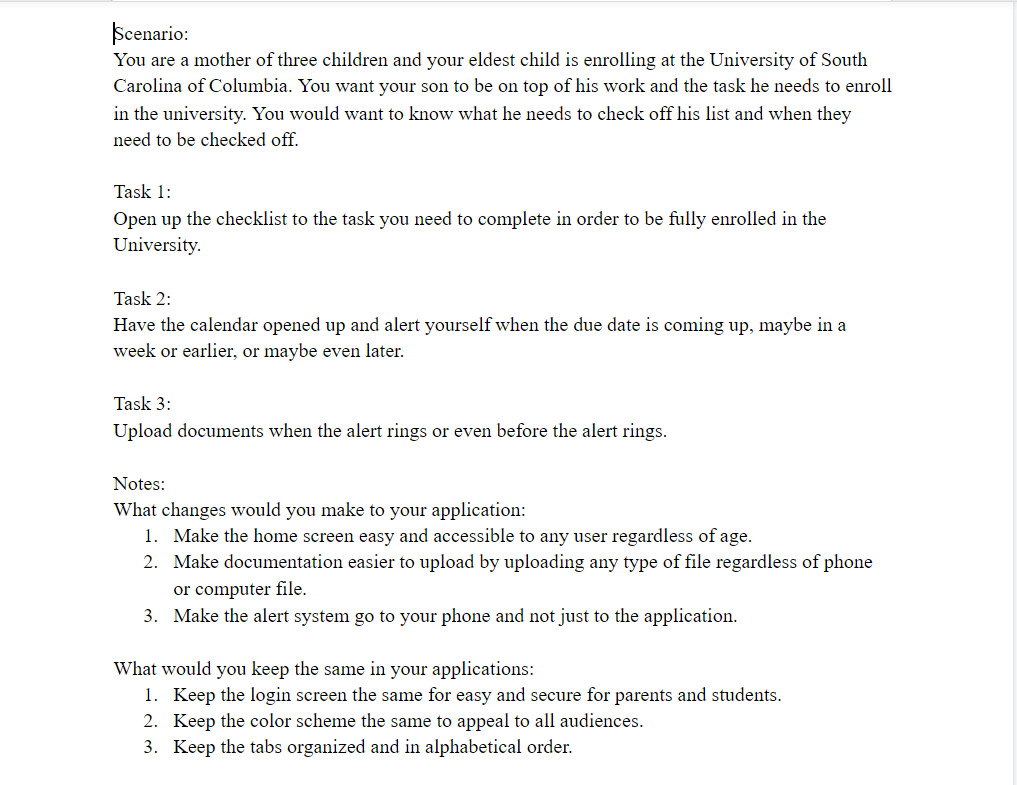 Scenario:
You are a mother of three children and your eldest child is enrolling at the University of South
Carolina of Columbia. You want your son to be on top of his work and the task he needs to enroll
in the university. You would want to know what he needs to check off his list and when they
need to be checked off.
Task 1:
Open up the checklist to the task you need to complete in order to be fully enrolled in the
University.
Task 2:
Have the calendar opened up and alert yourself when the due date is coming up, maybe in a
week or earlier, or maybe even later.
Task 3:
Upload documents when the alert rings or even before the alert rings.
Notes:
What changes would you make to your application:
1. Make the home screen easy and accessible to any user regardless of age.
2. Make documentation easier to upload by uploading any type of file regardless of phone
or computer file.
3. Make the alert system go to your phone and not just to the application.
What would you keep the same in your applications:
1. Keep the login screen the same for easy and secure for parents and students.
2. Keep the color scheme the same to appeal to all audiences.
3. Keep the tabs organized and in alphabetical order.